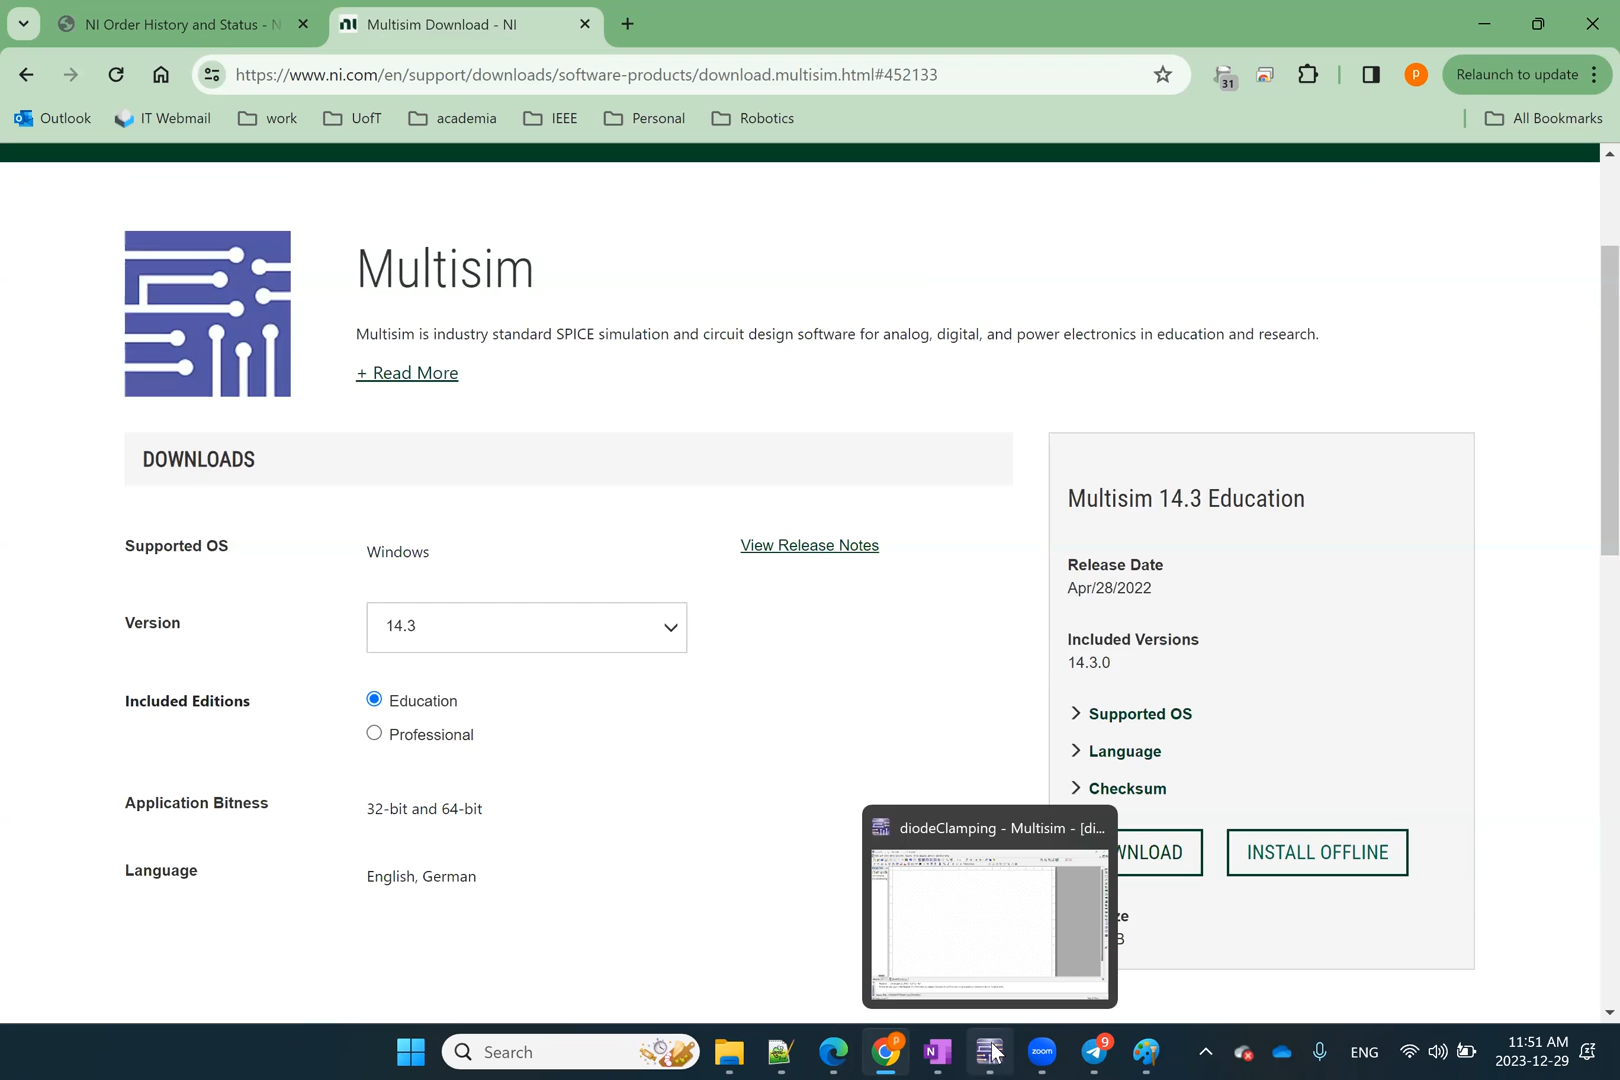 NI Order History and Status - N
Multisim Download - NI
https://www.ni.com/en/support/downloads/software-products/download.multisim.html#452133
31
P
Relaunch to update
Outlook
IT Webmail
work
UofT
academia
IEEE
Personal
Robotics
All Bookmarks
Multisim
Multisim is industry standard SPICE simulation and circuit design software for analog, digital, and power electronics in education and research.
+ Read More
DOWNLOADS
Supported OS
Windows
View Release Notes
Version
14.3
Included Editions
Education
Professional
Application Bitness
32-bit and 64-bit
Language
English, German
Multisim 14.3 Education
Release Date
Apr/28/2022
Included Versions
14.3.0
Supported OS
Language
Checksum
WNLOAD
INSTALL OFFLINE
ze
B
diodeClamping - Multisim - [di...
Search
P
N
zoom
9
ENG
11:51 AM
2023-12-29